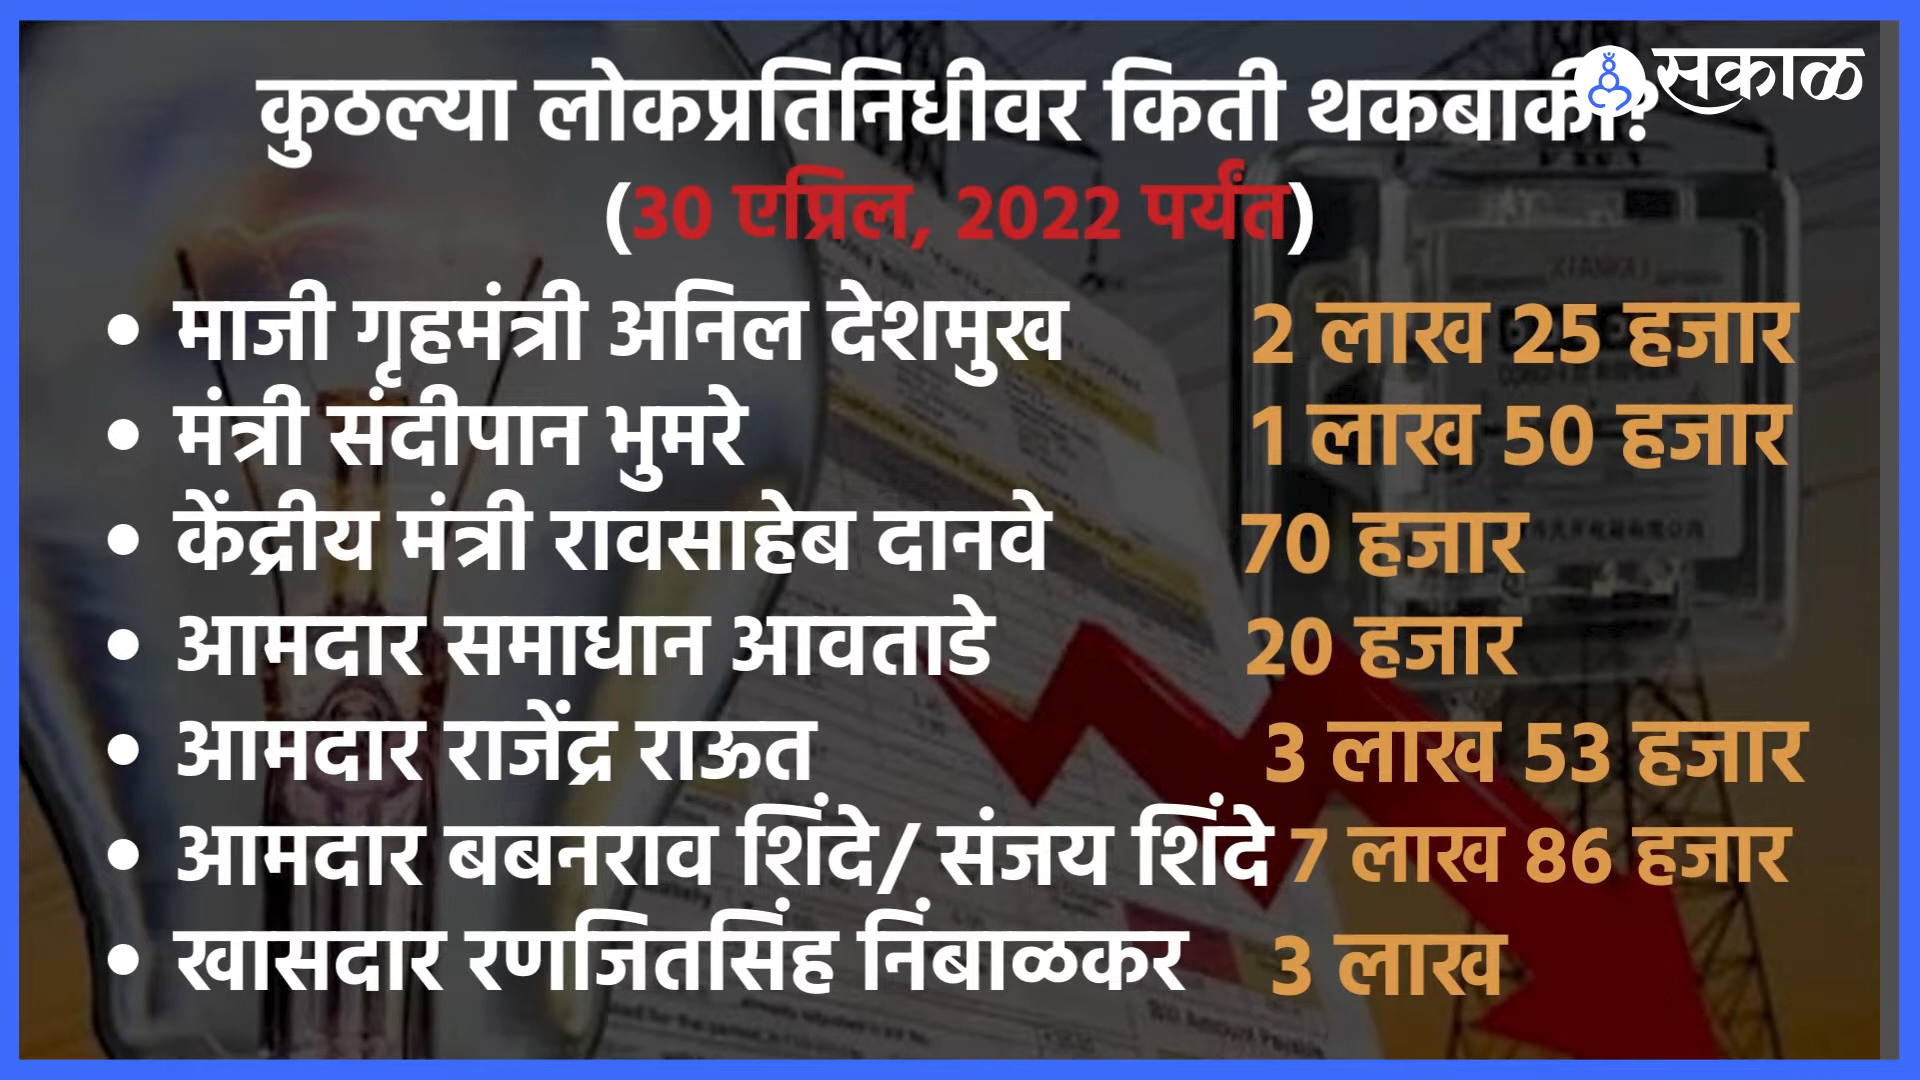 सकाळ
कुठल्या लोकप्रतिनिधीवर किती थकबाकी?
(30 एप्रिल, 2022 पर्यंत)
• माजी गृहमंत्री अनिल देशमुख 2 लाख 25 हजार
• मंत्री संदीपान भुमरे 1 लाख 50 हजार
• केंद्रीय मंत्री रावसाहेब दानवे 70 हजार
• आमदार समाधान आवताडे 20 हजार
• आमदार राजेंद्र राऊत 3 लाख 53 हजार
• आमदार बबनराव शिंदे/ संजय शिंदे 7 लाख 86 हजार
• खासदार रणजितसिंह निंबाळकर 3 लाख